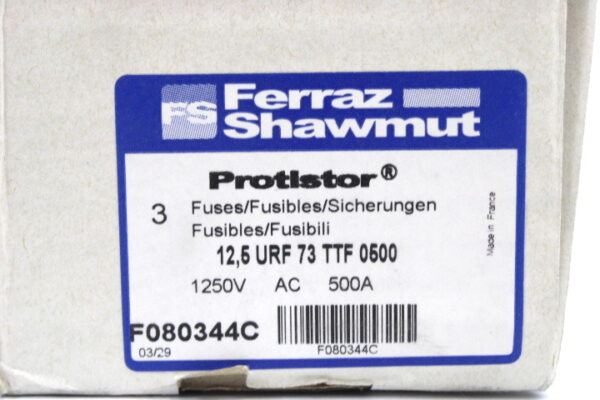 FS Ferraz
Shawmut
Protistor®
3 Fuses/Fusibles/Sicherungen
Fusibles/Fusibili
12,5 URF 73 TTF 0500
1250V AC 500A
Made in France
F080344C
03/29
F080344C